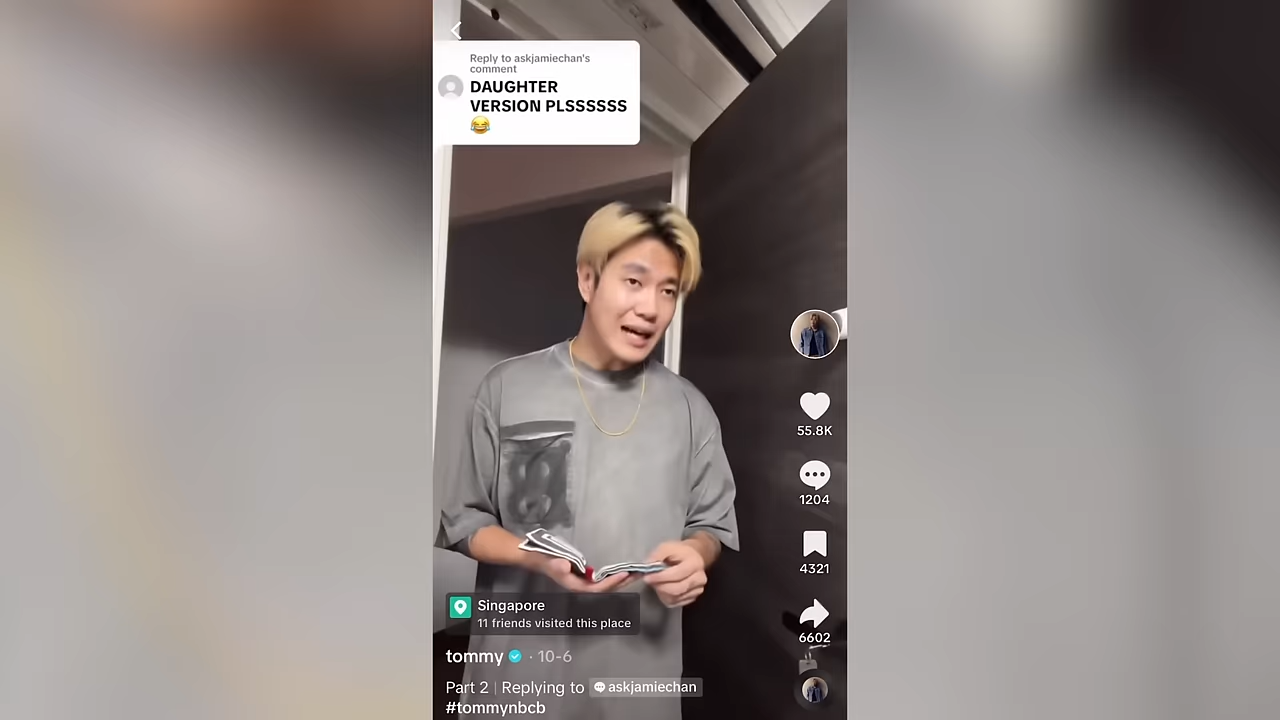 Reply to askjamiechan's
comment
DAUGHTER
VERSION PLSSSSSS
😂
55.8K
1204
4321
6602
Singapore
11 friends visited this place
tommy · 10-6
Part 2 | Replying to askjamiechan
#tommynbcb